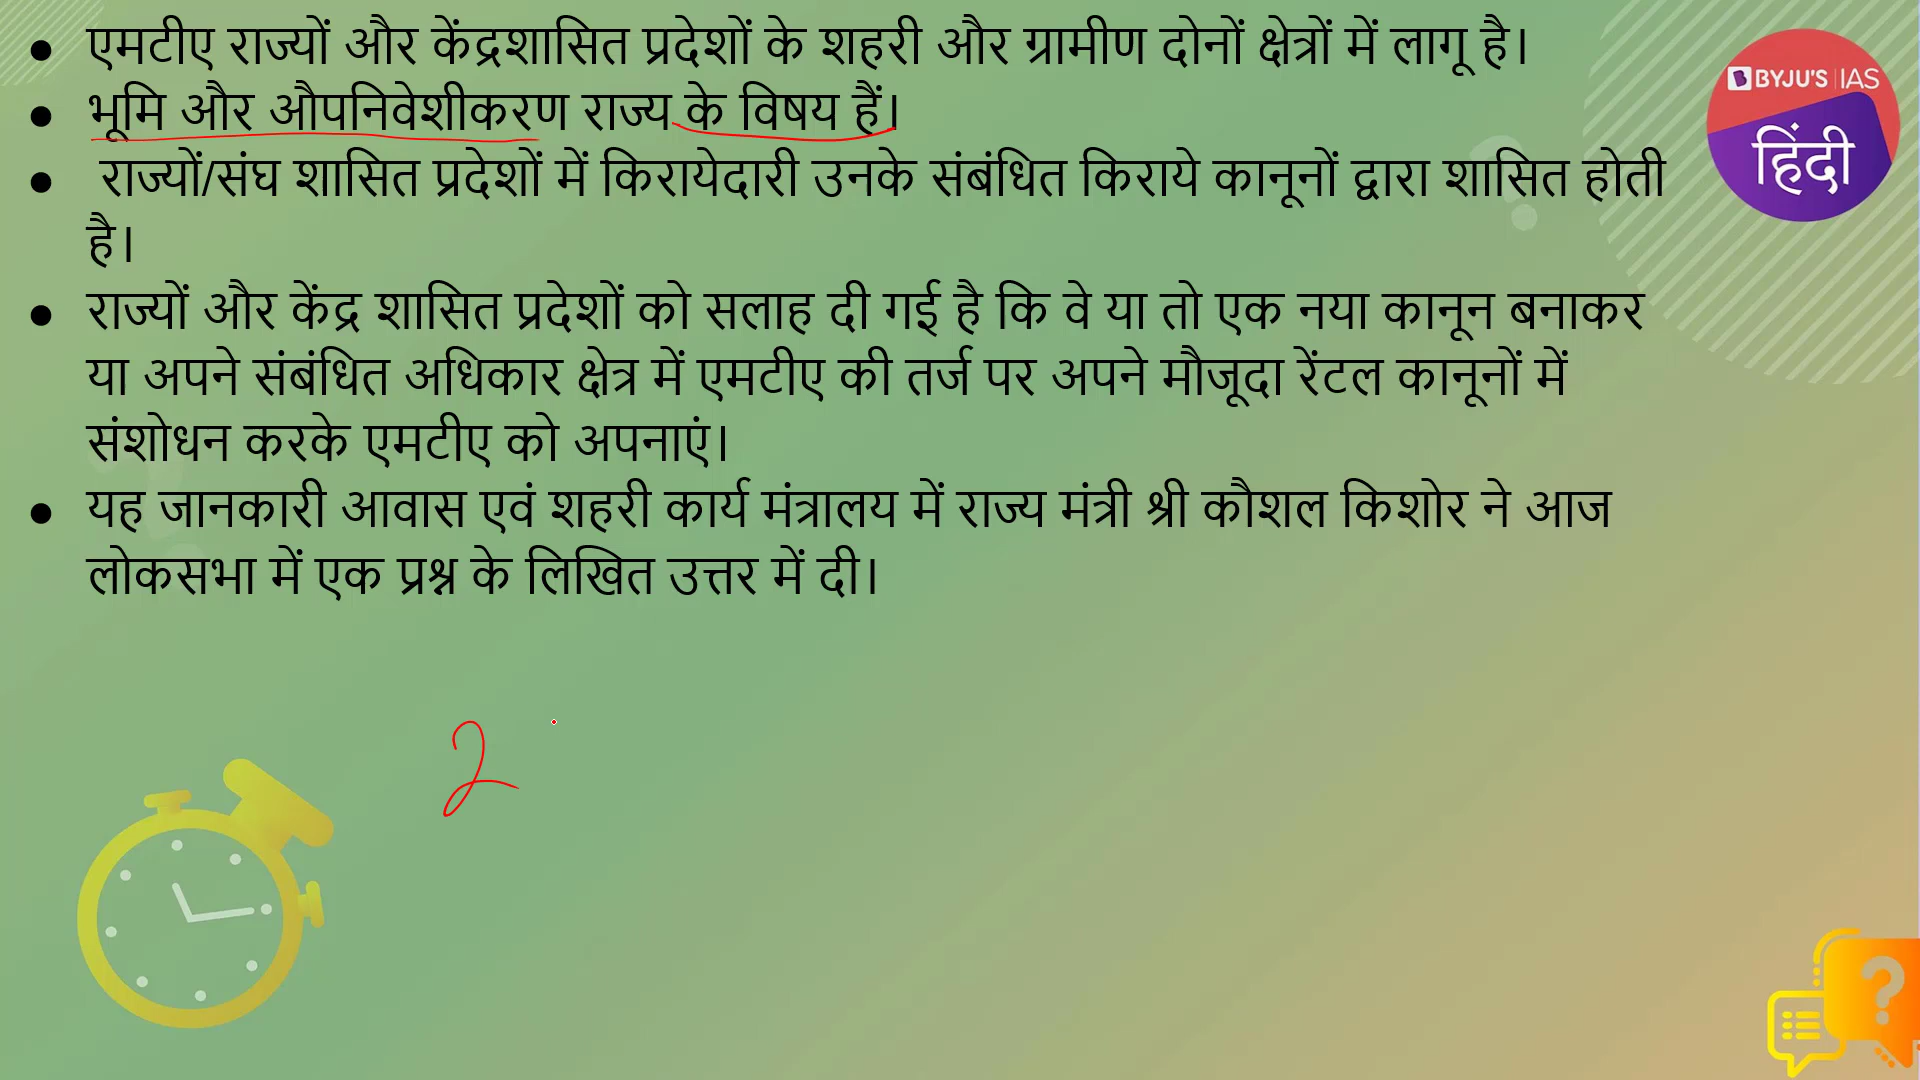 ● एमटीए राज्यों और केंद्रशासित प्रदेशों के शहरी और ग्रामीण दोनों क्षेत्रों में लागू है।
● भूमि और औपनिवेशीकरण राज्य के विषय हैं।
● राज्यों/संघ शासित प्रदेशों में किरायेदारी उनके संबंधित किराये कानूनों द्वारा शासित होती
है।
● राज्यों और केंद्र शासित प्रदेशों को सलाह दी गई है कि वे या तो एक नया कानून बनाकर
या अपने संबंधित अधिकार क्षेत्र में एमटीए की तर्ज पर अपने मौजूदा रेंटल कानूनों में
संशोधन करके एमटीए को अपनाएं।
● यह जानकारी आवास एवं शहरी कार्य मंत्रालय में राज्य मंत्री श्री कौशल किशोर ने आज
लोकसभा में एक प्रश्न के लिखित उत्तर में दी।
BYJU'S IAS
हिंदी
2
?